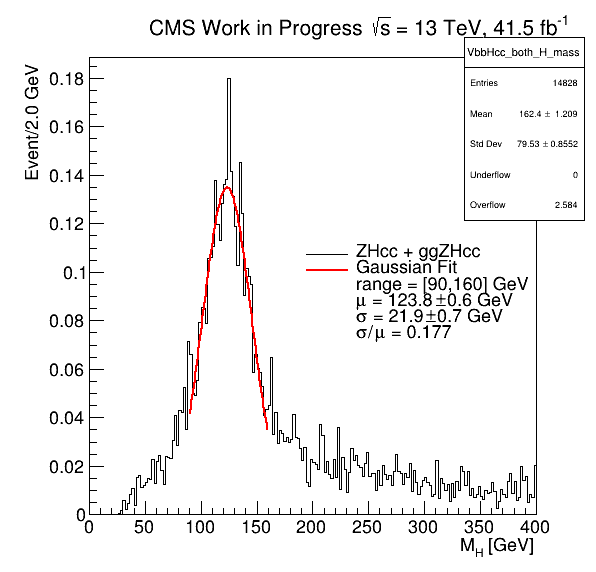 CMS Work in Progress √s = 13 TeV, 41.5 fb⁻¹
VbbHcc_both_H_mass
Entries 14828
Mean 162.4 ± 1.209
Std Dev 79.53 ± 0.8552
Underflow 0
Overflow 2.584
Event/2.0 GeV
0.18
0.16
0.14
0.12
0.1
0.08
0.06
0.04
0.02
0
ZHcc + ggZHcc
Gaussian Fit
range = [90,160] GeV
μ = 123.8±0.6 GeV
σ = 21.9±0.7 GeV
σ/μ = 0.177
0 50 100 150 200 250 300 350 400
M_H [GeV]